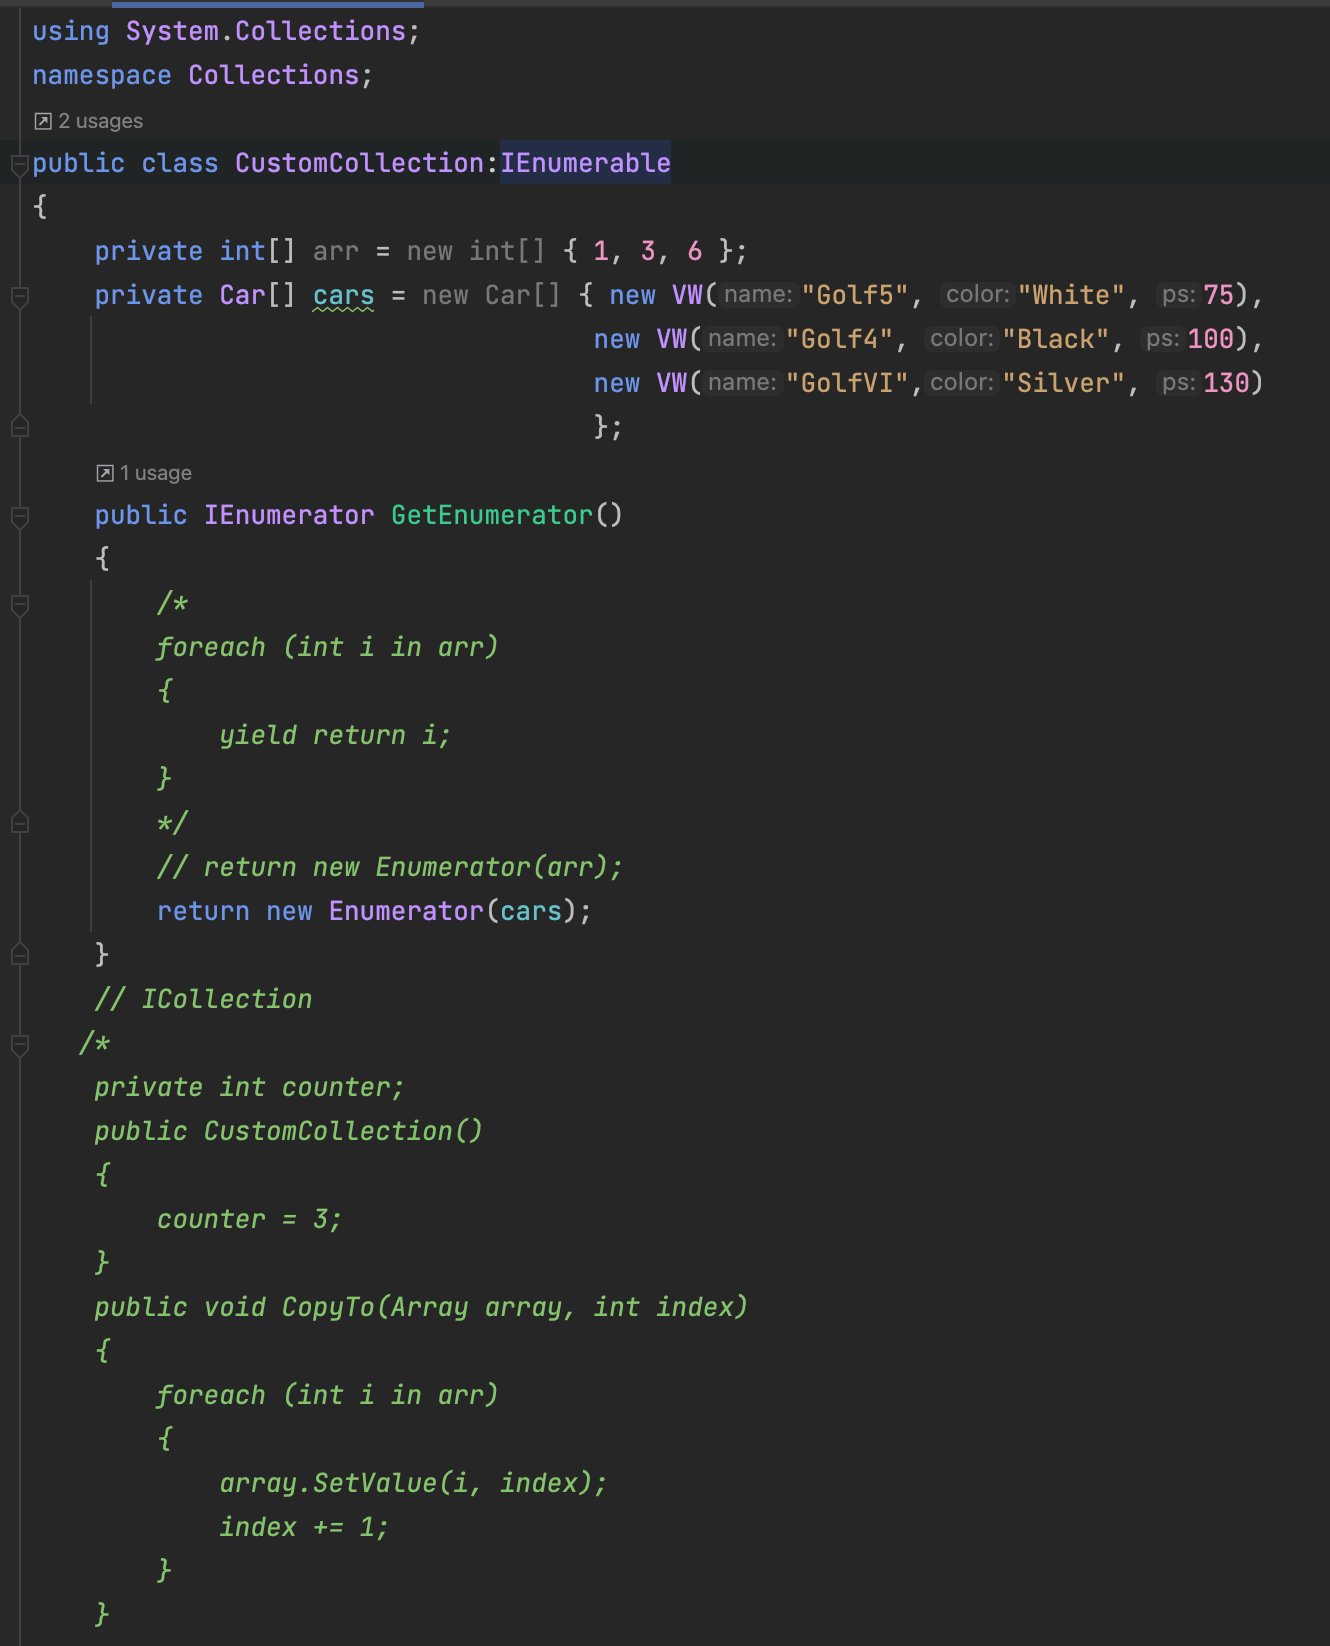 using System.Collections;
namespace Collections;
2 usages
public class CustomCollection:IEnumerable
{
    private int[] arr = new int[] { 1, 3, 6 };
    private Car[] cars = new Car[] { new VW( name: "Golf5", color: "White", ps: 75),
                                    new VW( name: "Golf4", color: "Black", ps: 100),
                                    new VW( name: "GolfVI", color: "Silver", ps: 130)
                                    };
    1 usage
    public IEnumerator GetEnumerator()
    {
        /*
        foreach (int i in arr)
        {
            yield return i;
        }
        */
        // return new Enumerator(arr);
        return new Enumerator(cars);
    }
    // ICollection
   /*
    private int counter;
    public CustomCollection()
    {
        counter = 3;
    }
    public void CopyTo(Array array, int index)
    {
        foreach (int i in arr)
        {
            array.SetValue(i, index);
            index += 1;
        }
    }